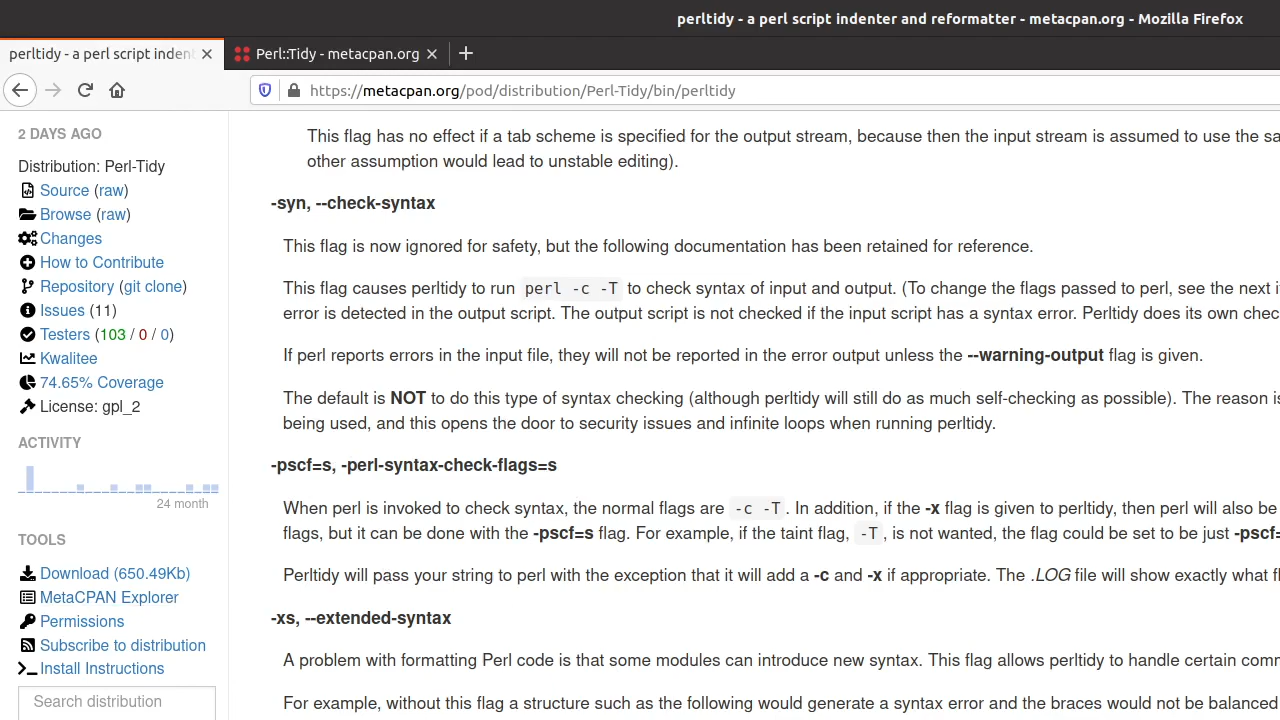 perltidy - a perl script indenter and reformatter - metacpan.org - Mozilla Firefox
perltidy - a perl script inden
Perl::Tidy - metacpan.org
https://metacpan.org/pod/distribution/Perl-Tidy/bin/perltidy
2 DAYS AGO
Distribution: Perl-Tidy
Source (raw)
Browse (raw)
Changes
How to Contribute
Repository (git clone)
Issues (11)
Testers (103 / 0 / 0)
Kwalitee
74.65% Coverage
License: gpl_2
ACTIVITY
24 month
TOOLS
Download (650.49Kb)
MetaCPAN Explorer
Permissions
Subscribe to distribution
Install Instructions
Search distribution
This flag has no effect if a tab scheme is specified for the output stream, because then the input stream is assumed to use the sa
other assumption would lead to unstable editing).
-syn, --check-syntax
This flag is now ignored for safety, but the following documentation has been retained for reference.
This flag causes perltidy to run perl -c -T to check syntax of input and output. (To change the flags passed to perl, see the next i
error is detected in the output script. The output script is not checked if the input script has a syntax error. Perltidy does its own chec
If perl reports errors in the input file, they will not be reported in the error output unless the --warning-output flag is given.
The default is NOT to do this type of syntax checking (although perltidy will still do as much self-checking as possible). The reason is
being used, and this opens the door to security issues and infinite loops when running perltidy.
-pscf=s, -perl-syntax-check-flags=s
When perl is invoked to check syntax, the normal flags are -c -T. In addition, if the -x flag is given to perltidy, then perl will also be
flags, but it can be done with the -pscf=s flag. For example, if the taint flag, -T, is not wanted, the flag could be set to be just -pscf=
Perltidy will pass your string to perl with the exception that it will add a -c and -x if appropriate. The .LOG file will show exactly what fl
-xs, --extended-syntax
A problem with formatting Perl code is that some modules can introduce new syntax. This flag allows perltidy to handle certain comm
For example, without this flag a structure such as the following would generate a syntax error and the braces would not be balanced